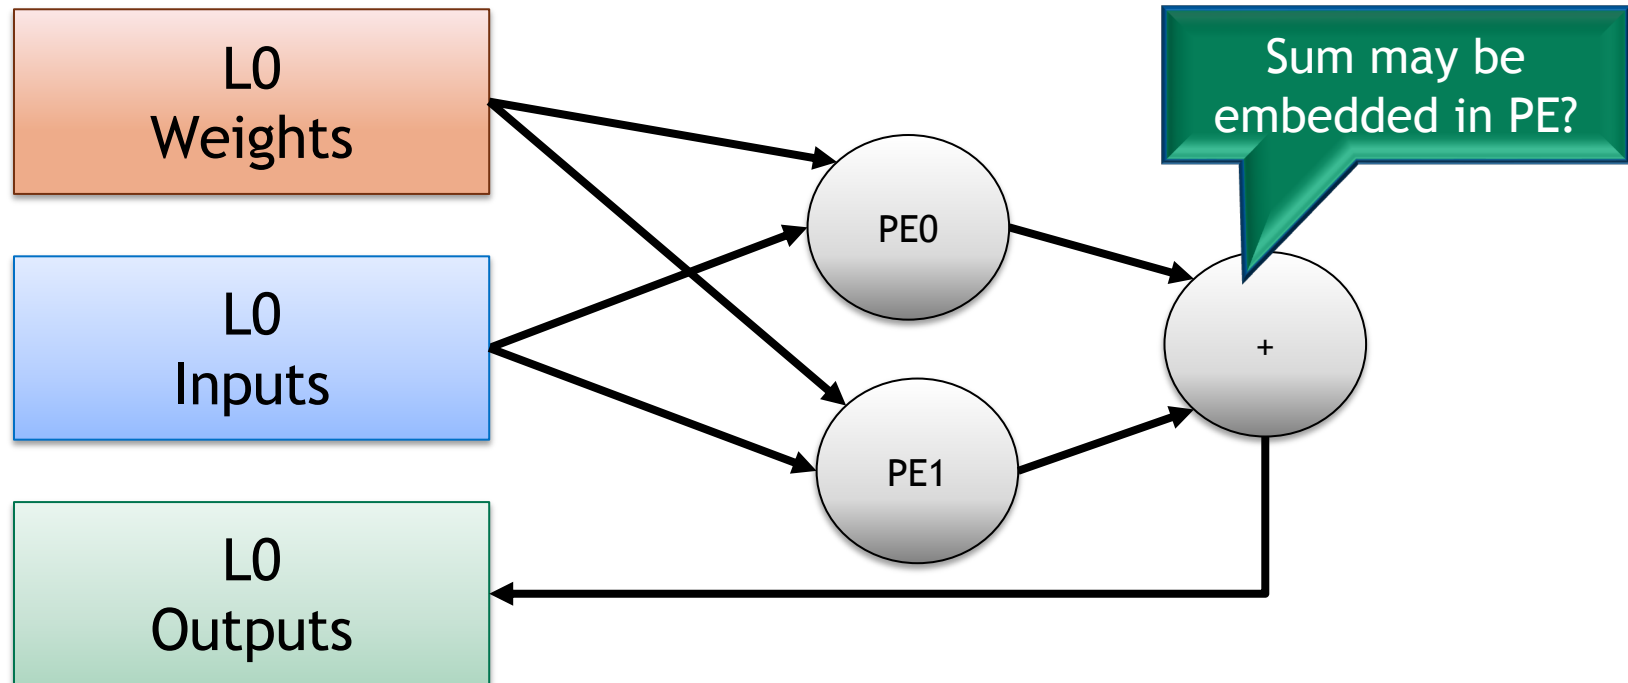 L0
Weights
Sum may be
embedded in PE?
PE0
L0
Inputs
+
PE1
L0
Outputs